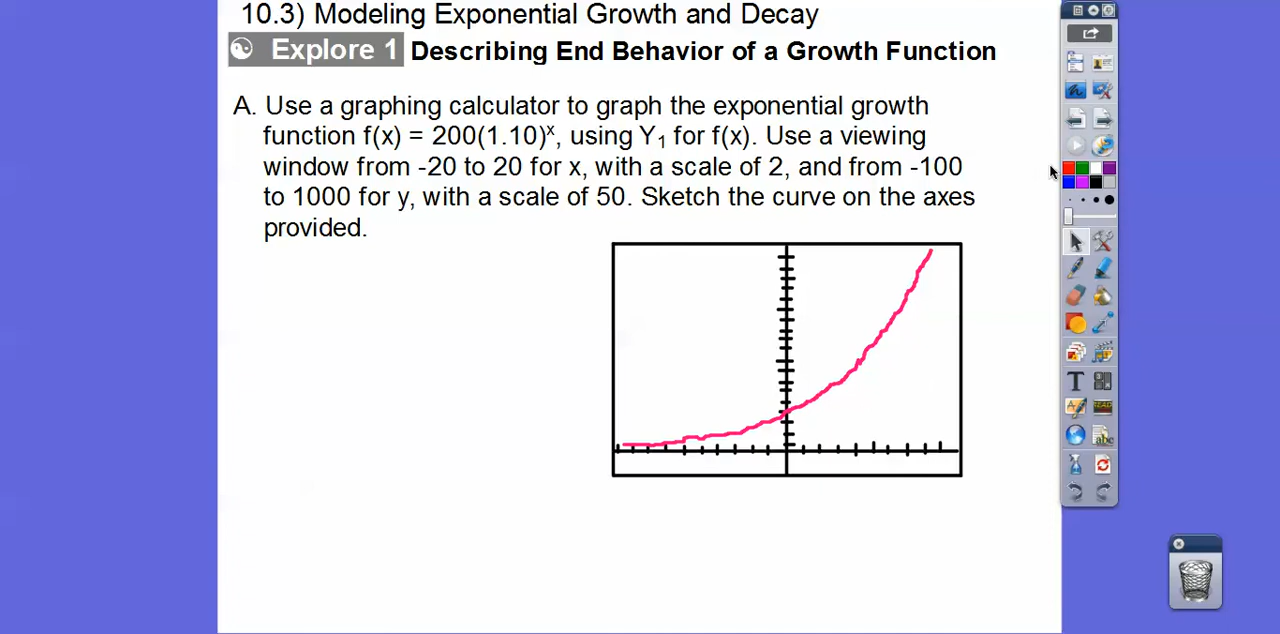 10.3) Modeling Exponential Growth and Decay
Explore 1 Describing End Behavior of a Growth Function
A. Use a graphing calculator to graph the exponential growth
function f(x) = 200(1.10)ˣ, using Y₁ for f(x). Use a viewing
window from -20 to 20 for x, with a scale of 2, and from -100
to 1000 for y, with a scale of 50. Sketch the curve on the axes
provided.